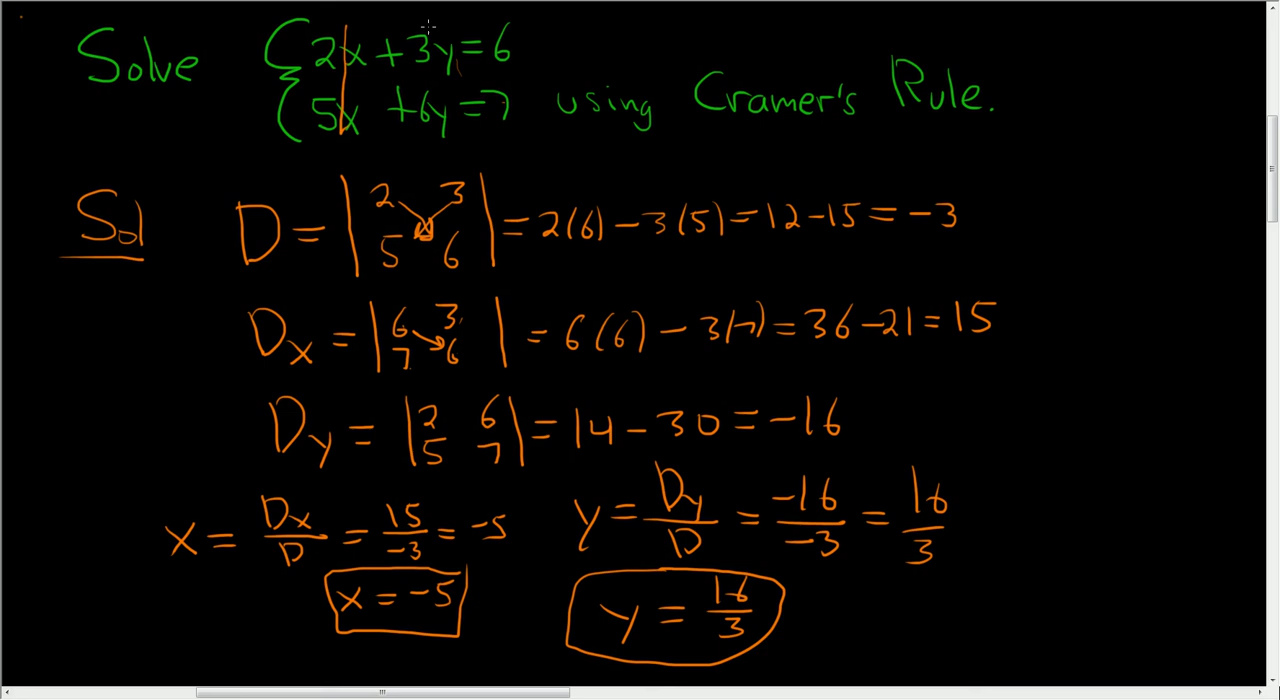 Solve { 2x + 3y = 6
5x + 6y = 7 using Cramer's Rule.
Sol D = | 2 3 5 6 | = 2(6) - 3(5) = 12 - 15 = -3
Dx = | 6 3 7 6 | = 6(6) - 3(7) = 36 - 21 = 15
Dy = | 2 6 5 7 | = 14 - 30 = -16
x = Dx/D = 15/-3 = -5 y = Dy/D = -16/-3 = 16/3
x = -5 y = 16/3